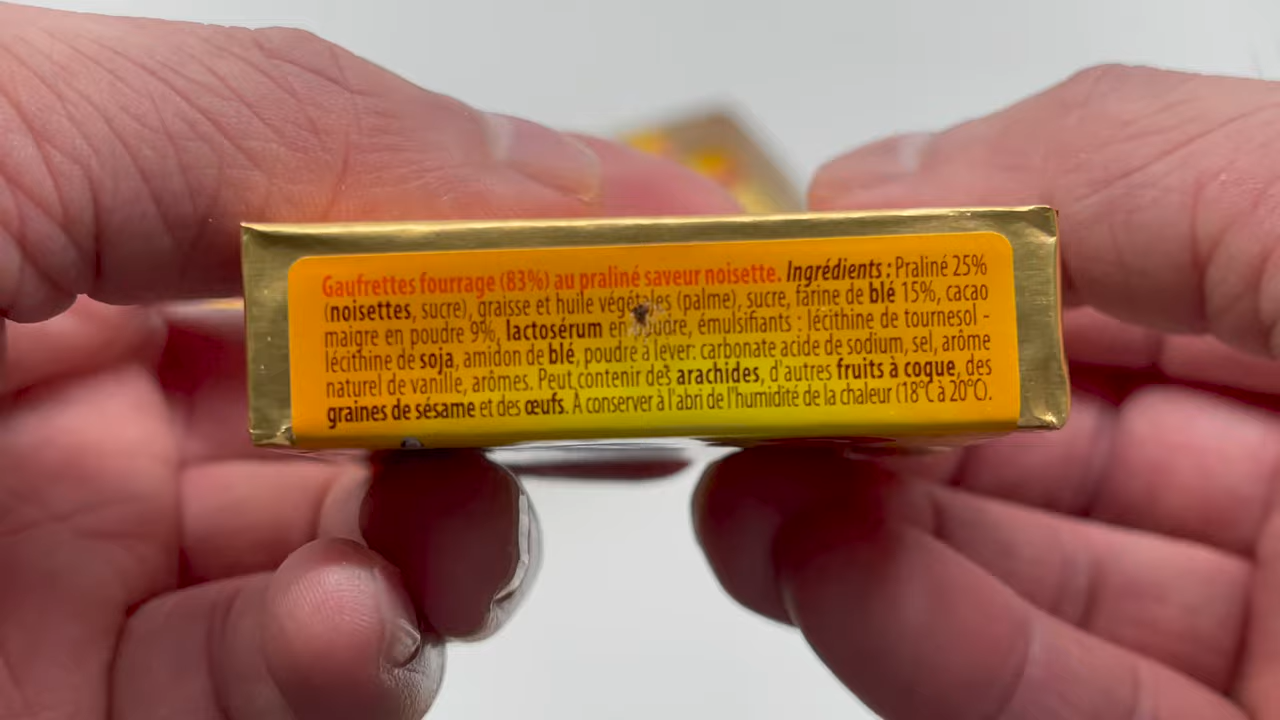 Gaufrettes fourrage (83%) au praliné saveur noisette. Ingrédients : Praliné 25%
(noisettes, sucre), graisse et huile végétales (palme), sucre, farine de blé 15%, cacao
maigre en poudre 9%, lactosérum en poudre, émulsifiants : lécithine de tournesol -
lécithine de soja, amidon de blé, poudre à lever: carbonate acide de sodium, sel, arôme
naturel de vanille, arômes. Peut contenir des arachides, d'autres fruits à coque, des
graines de sésame et des œufs. À conserver à l'abri de l'humidité de la chaleur (18°C à 20°C).